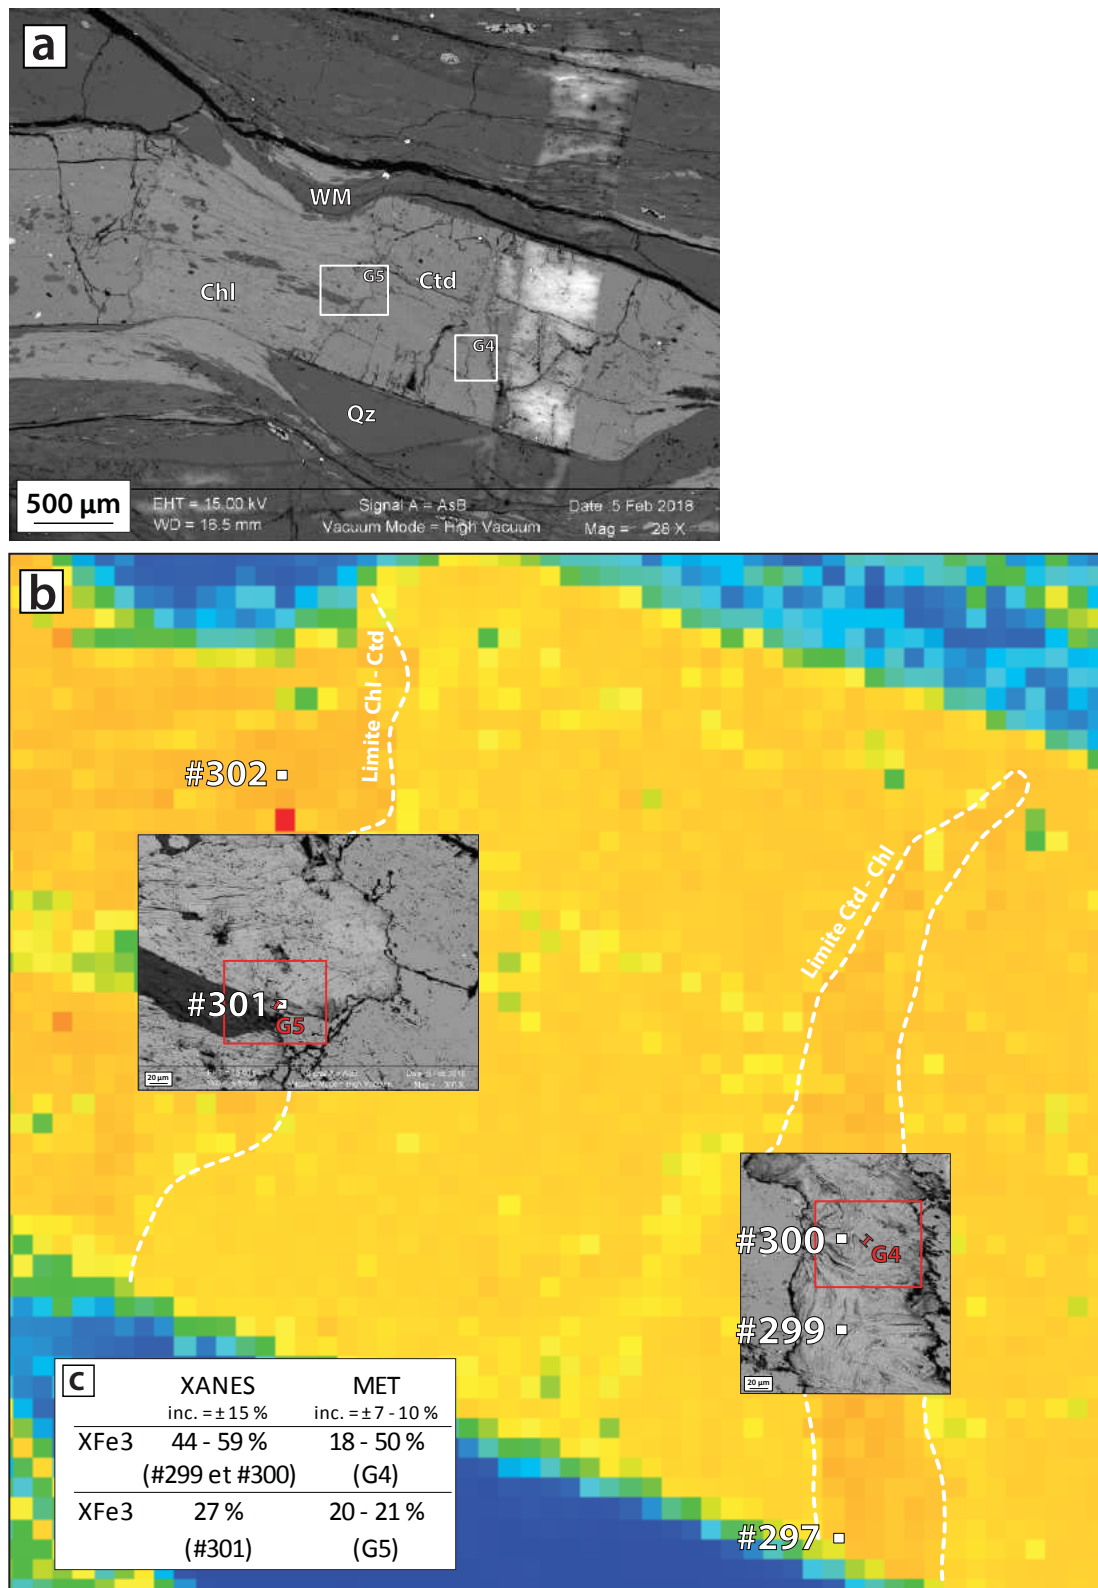 a
WM
G5
Ctd
Chl
G4
Qz
500 µm
EHT = 15.00 kV
WD = 16.5 mm
Signal A = AsB
Vacuum Mode = High Vacuum
Date :5 Feb 2018
Mag = 28 X
b
Limite Chl - Ctd
#302
Limite Ctd - Chl
#301
G5
20 µm
#300
G4
#299
20 µm
#297
c
XANES MET
inc. = ± 15 % inc. = ± 7 - 10 %
XFe3 44 - 59 % 18 - 50 %
(#299 et #300) (G4)
XFe3 27 % 20 - 21 %
(#301) (G5)